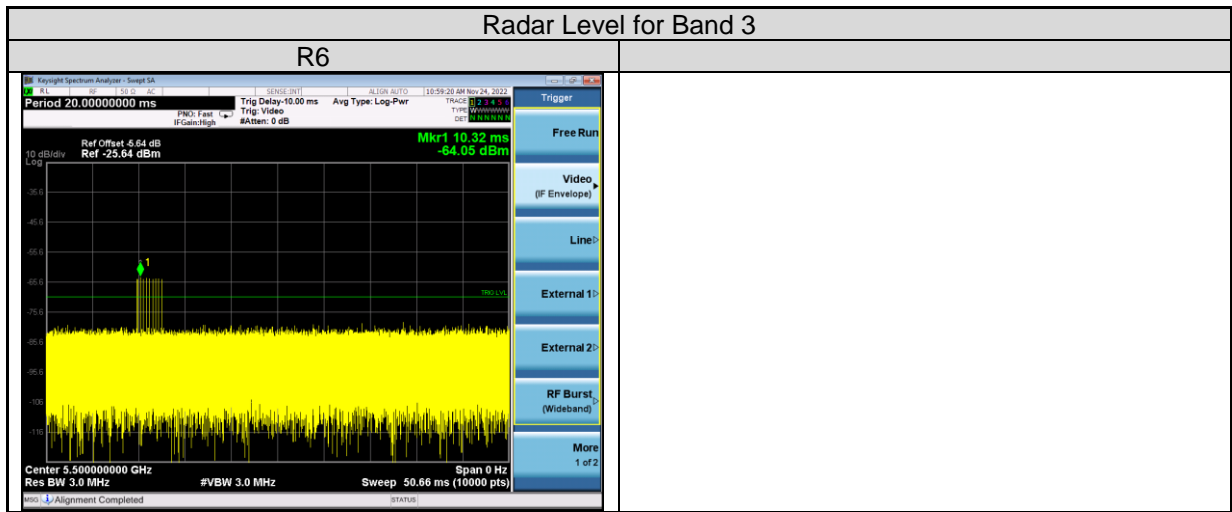 Radar Level for Band 3
R6
Keysight Spectrum Analyzer - Swept SA
RL RF 50 Ω AC SENSE:INT ALIGN AUTO 10:59:20 AM Nov 24, 2022
Period 20.00000000 ms
PNO: Fast
IFGain:High
Trig Delay-10.00 ms
Trig: Video
#Atten: 0 dB
Avg Type: Log-Pwr
TRACE 1 2 3 4 5 6
TYPE WWWWWW
DET N N N N N N
Ref Offset -5.64 dB
10 dB/div Ref -25.64 dBm
Log
Mkr1 10.32 ms
-64.05 dBm
-35.6
-45.6
-55.6
1
-65.6
TRIG LVL
-75.6
-85.6
-95.6
-106
-116
Center 5.500000000 GHz Span 0 Hz
Res BW 3.0 MHz #VBW 3.0 MHz Sweep 50.66 ms (10000 pts)
MSG Alignment Completed STATUS
Trigger
Free Run
Video
(IF Envelope)
Line
External 1
External 2
RF Burst
(Wideband)
More
1 of 2